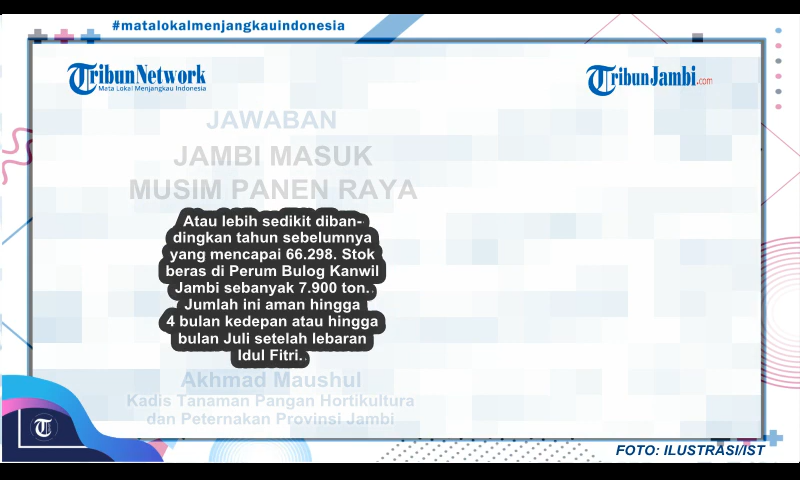 #matalokalmenjangkauindonesia
TribunNetwork
Mata Lokal Menjangkau Indonesia
TribunJambi.com
JAWABAN
JAMBI MASUK
MUSIM PANEN RAYA
Atau lebih sedikit diban-
dingkan tahun sebelumnya
yang mencapai 66.298. Stok
beras di Perum Bulog Kanwil
Jambi sebanyak 7.900 ton.
Jumlah ini aman hingga
4 bulan kedepan atau hingga
bulan Juli setelah lebaran
Idul Fitri.
Akhmad Maushul
Kadis Tanaman Pangan Hortikultura
dan Peternakan Provinsi Jambi
T
FOTO: ILUSTRASI/IST